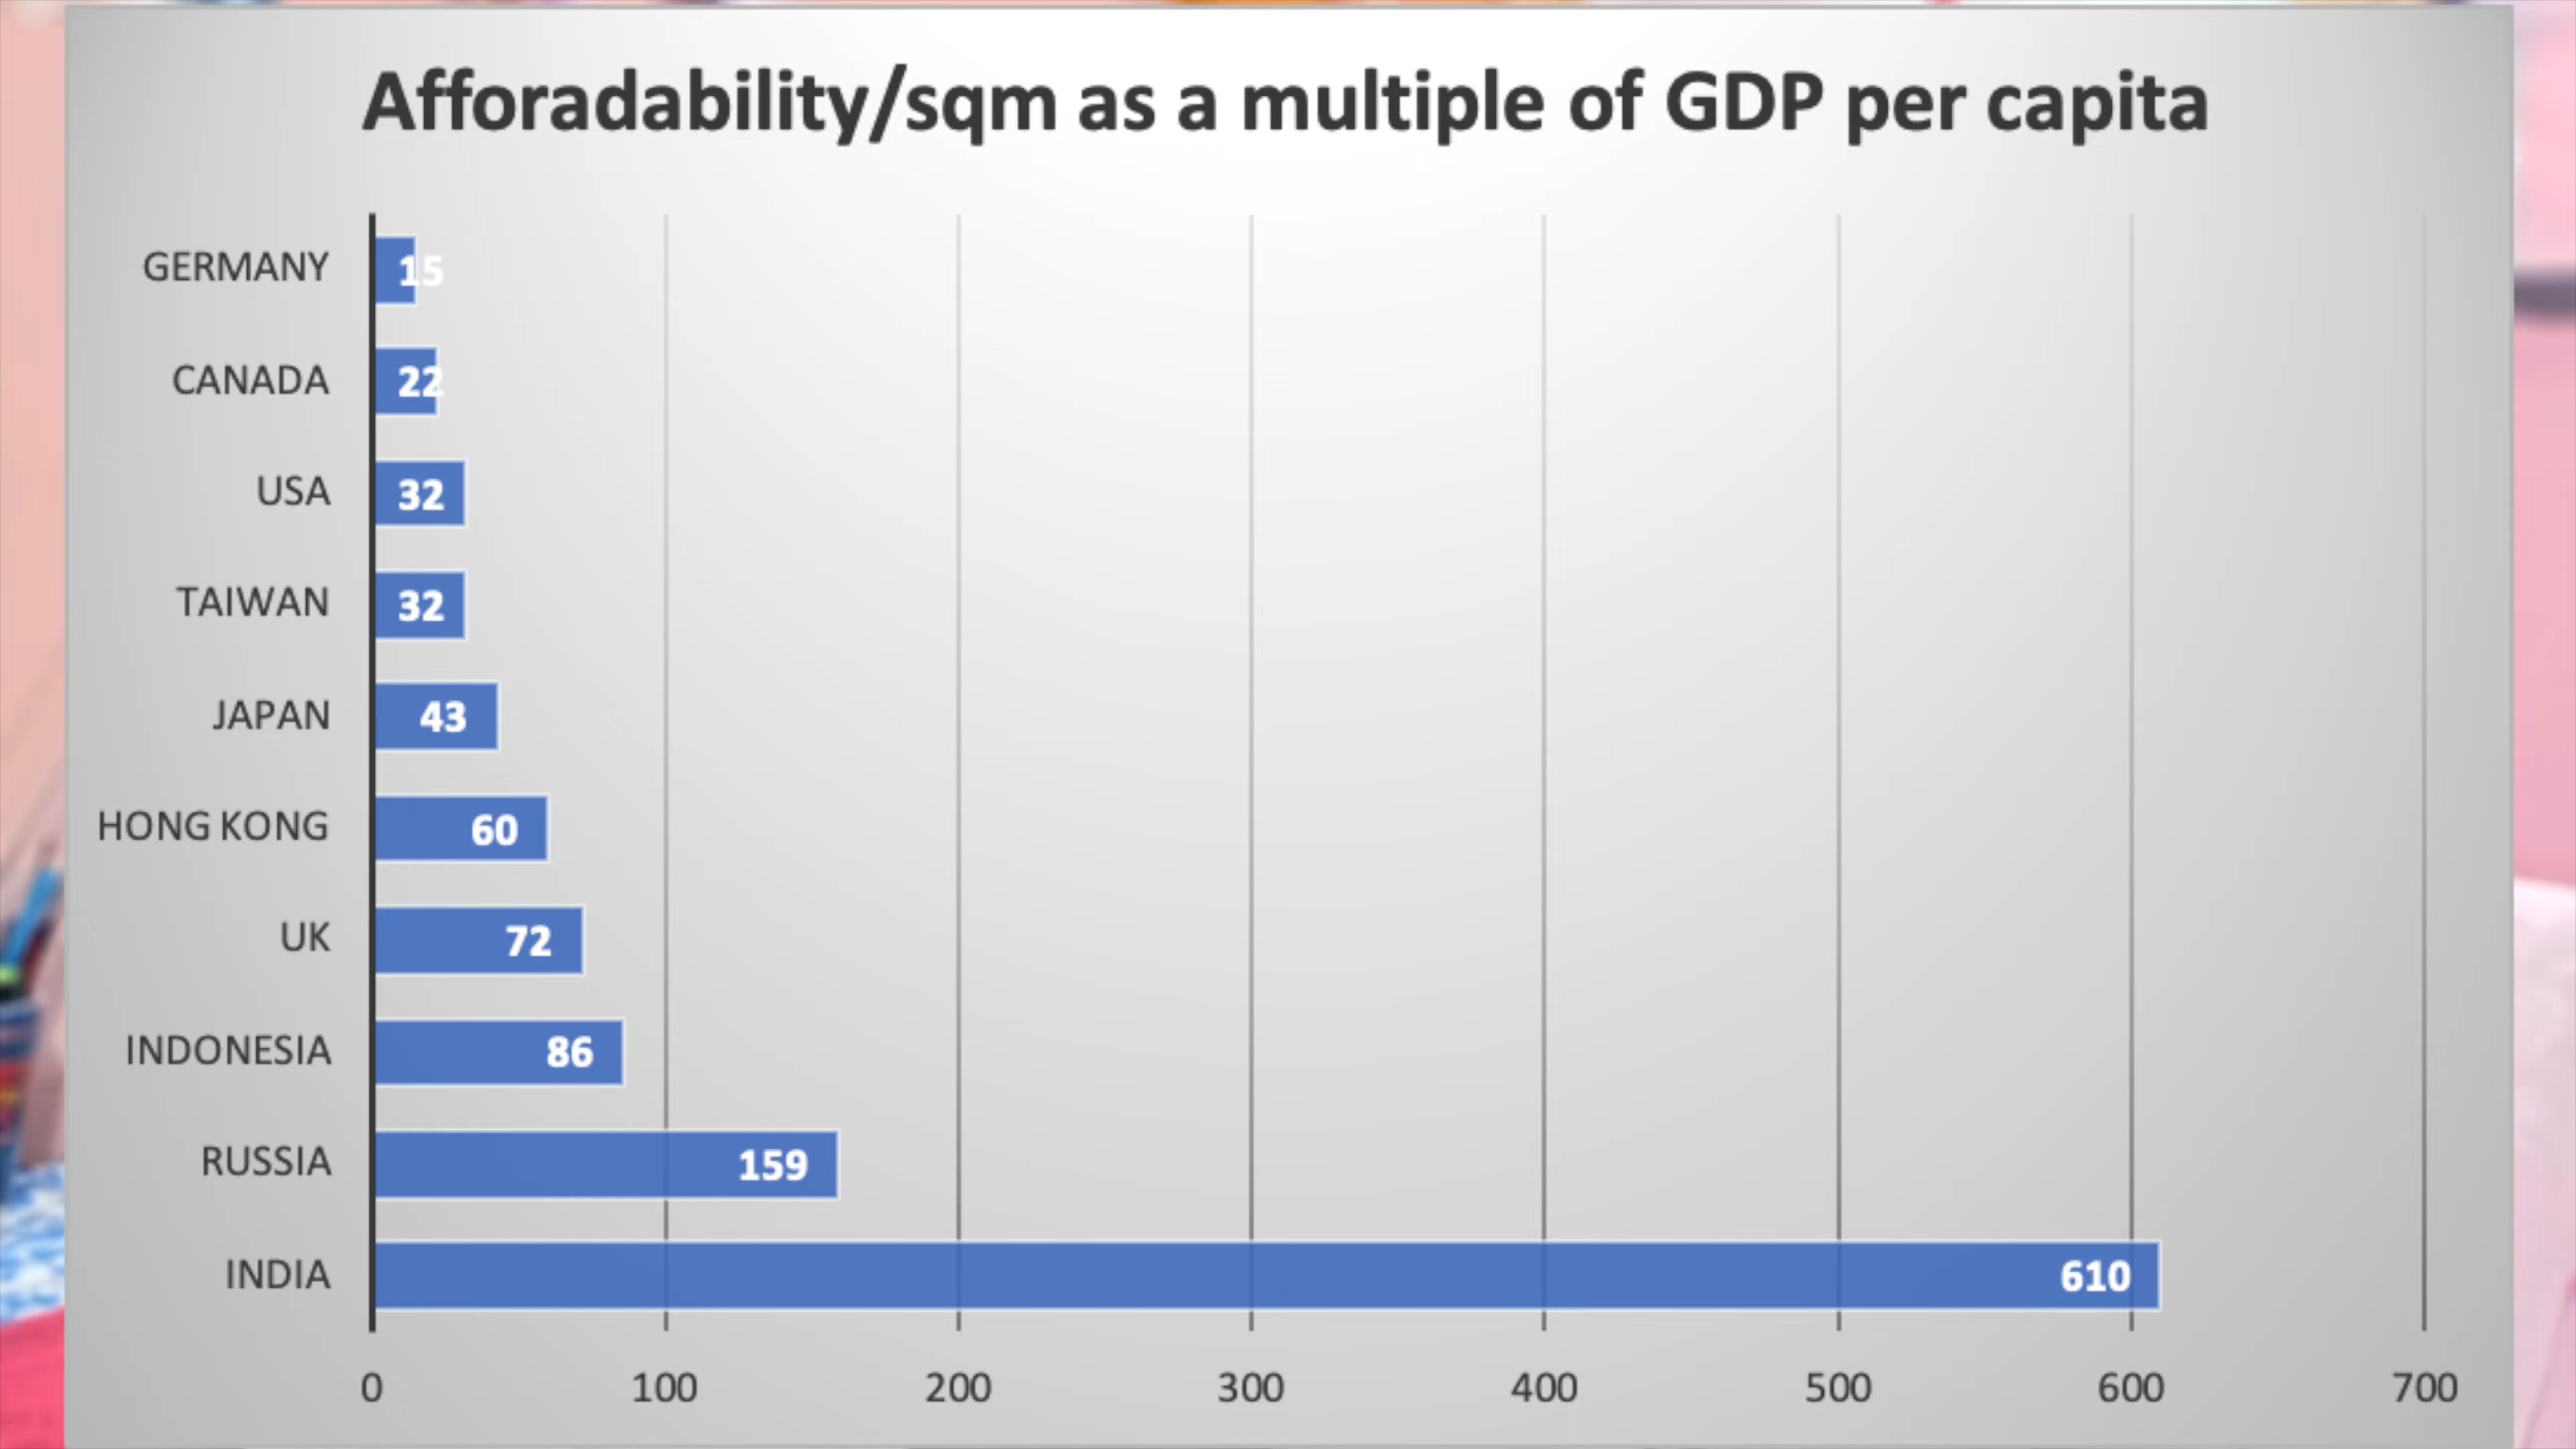 Afforadability/sqm as a multiple of GDP per capita
GERMANY 15
CANADA 22
USA 32
TAIWAN 32
JAPAN 43
HONG KONG 60
UK 72
INDONESIA 86
RUSSIA 159
INDIA 610
0 100 200 300 400 500 600 700